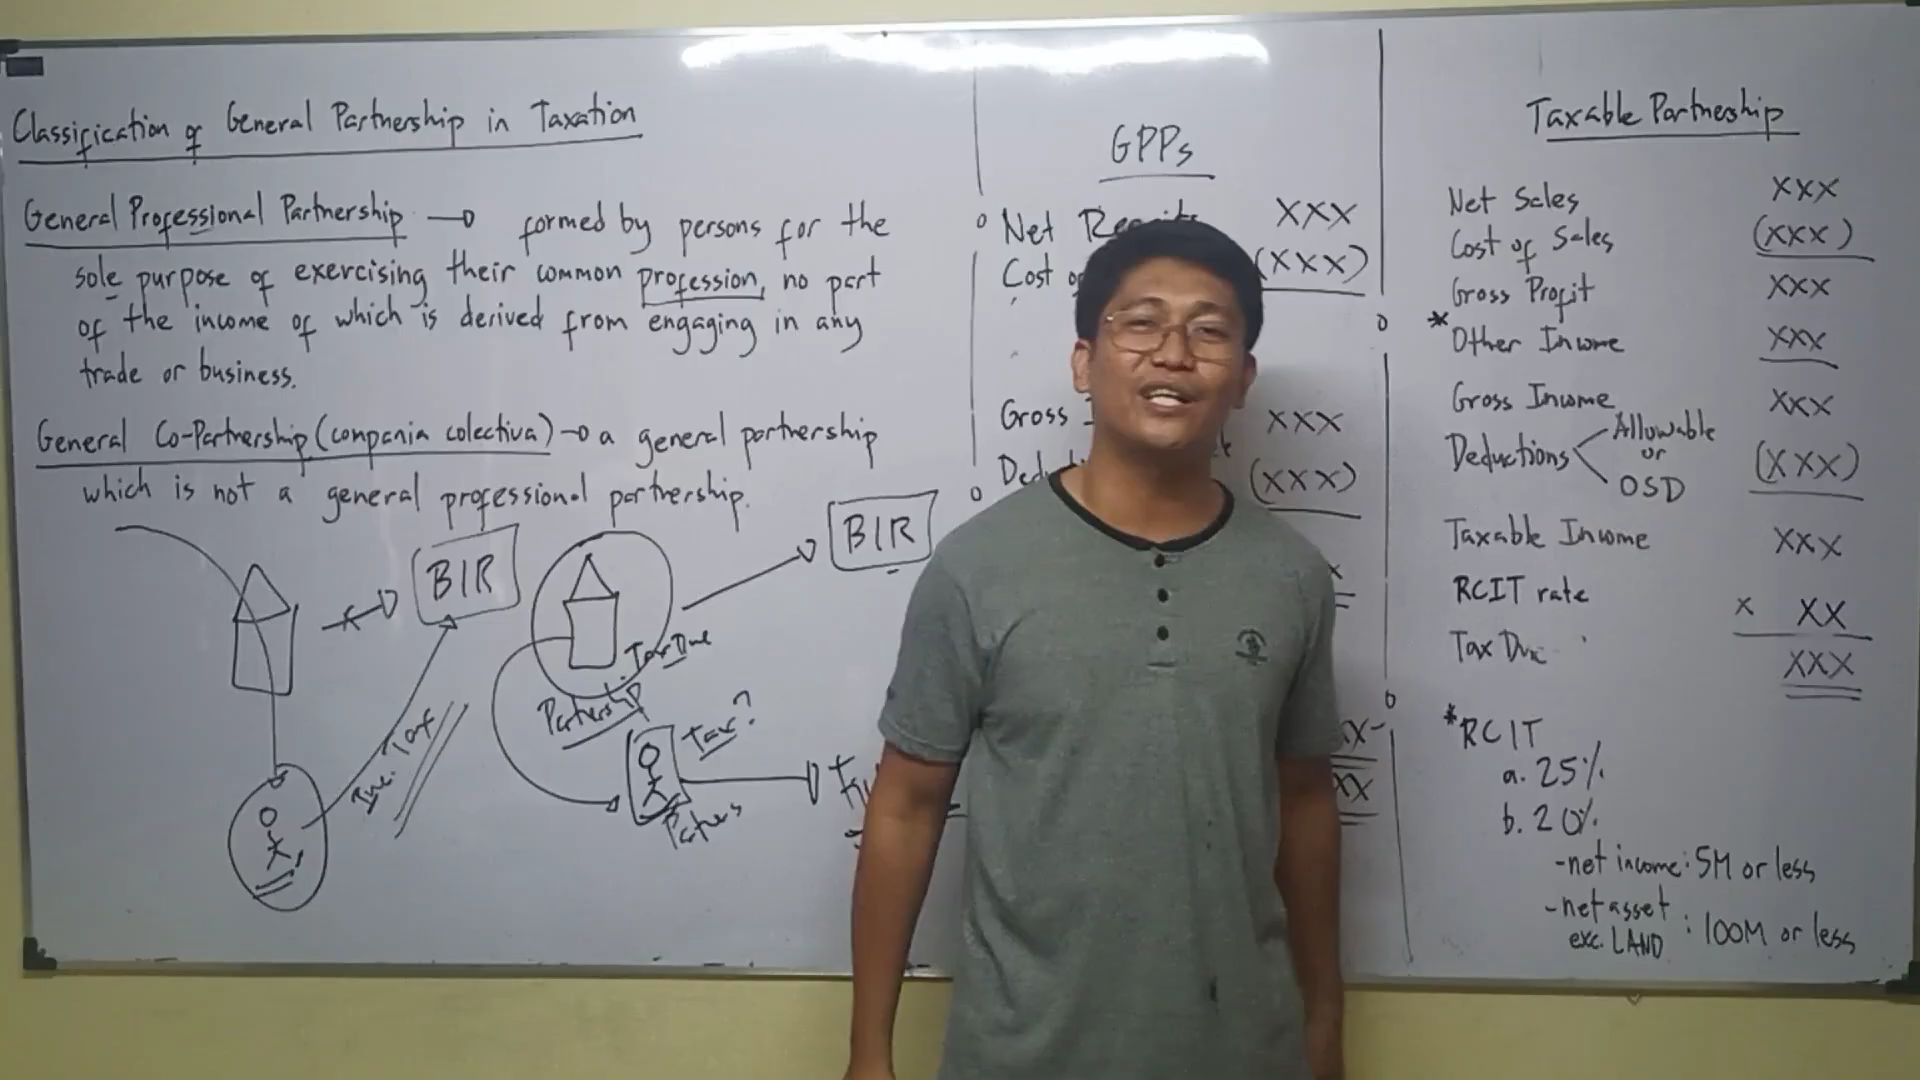 Classification of General Partnership in Taxation
General Professional Partnership → formed by persons for the
sole purpose of exercising their common profession, no part
of the income of which is derived from engaging in any
trade or business.
General Co-Partnership (compania colectiva) → a general partnership
which is not a general professional partnership.
BIR
Inc. Tax
BIR
Tax Due
Partnership
Tax?
Partners
GPPs
Net
XXX
Cost
(XXX)
Gross
XXX
(XXX)
XX
Taxable Partnership
Net Sales XXX
Cost of Sales (XXX)
Gross Profit XXX
* Other Income XXX
Gross Income XXX
Deductions Allowable or OSD (XXX)
Taxable Income XXX
RCIT rate x XX
Tax Due XXX
*RCIT
a. 25%
b. 20%
-net income: 5M or less
-net asset
exc. LAND : 100M or less